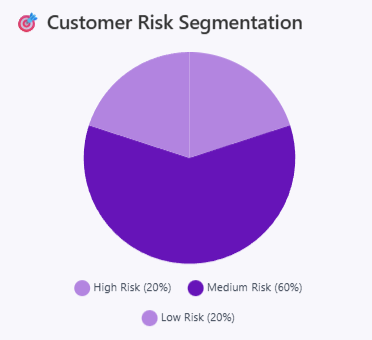 Customer Risk Segmentation
High Risk (20%) Medium Risk (60%)
Low Risk (20%)